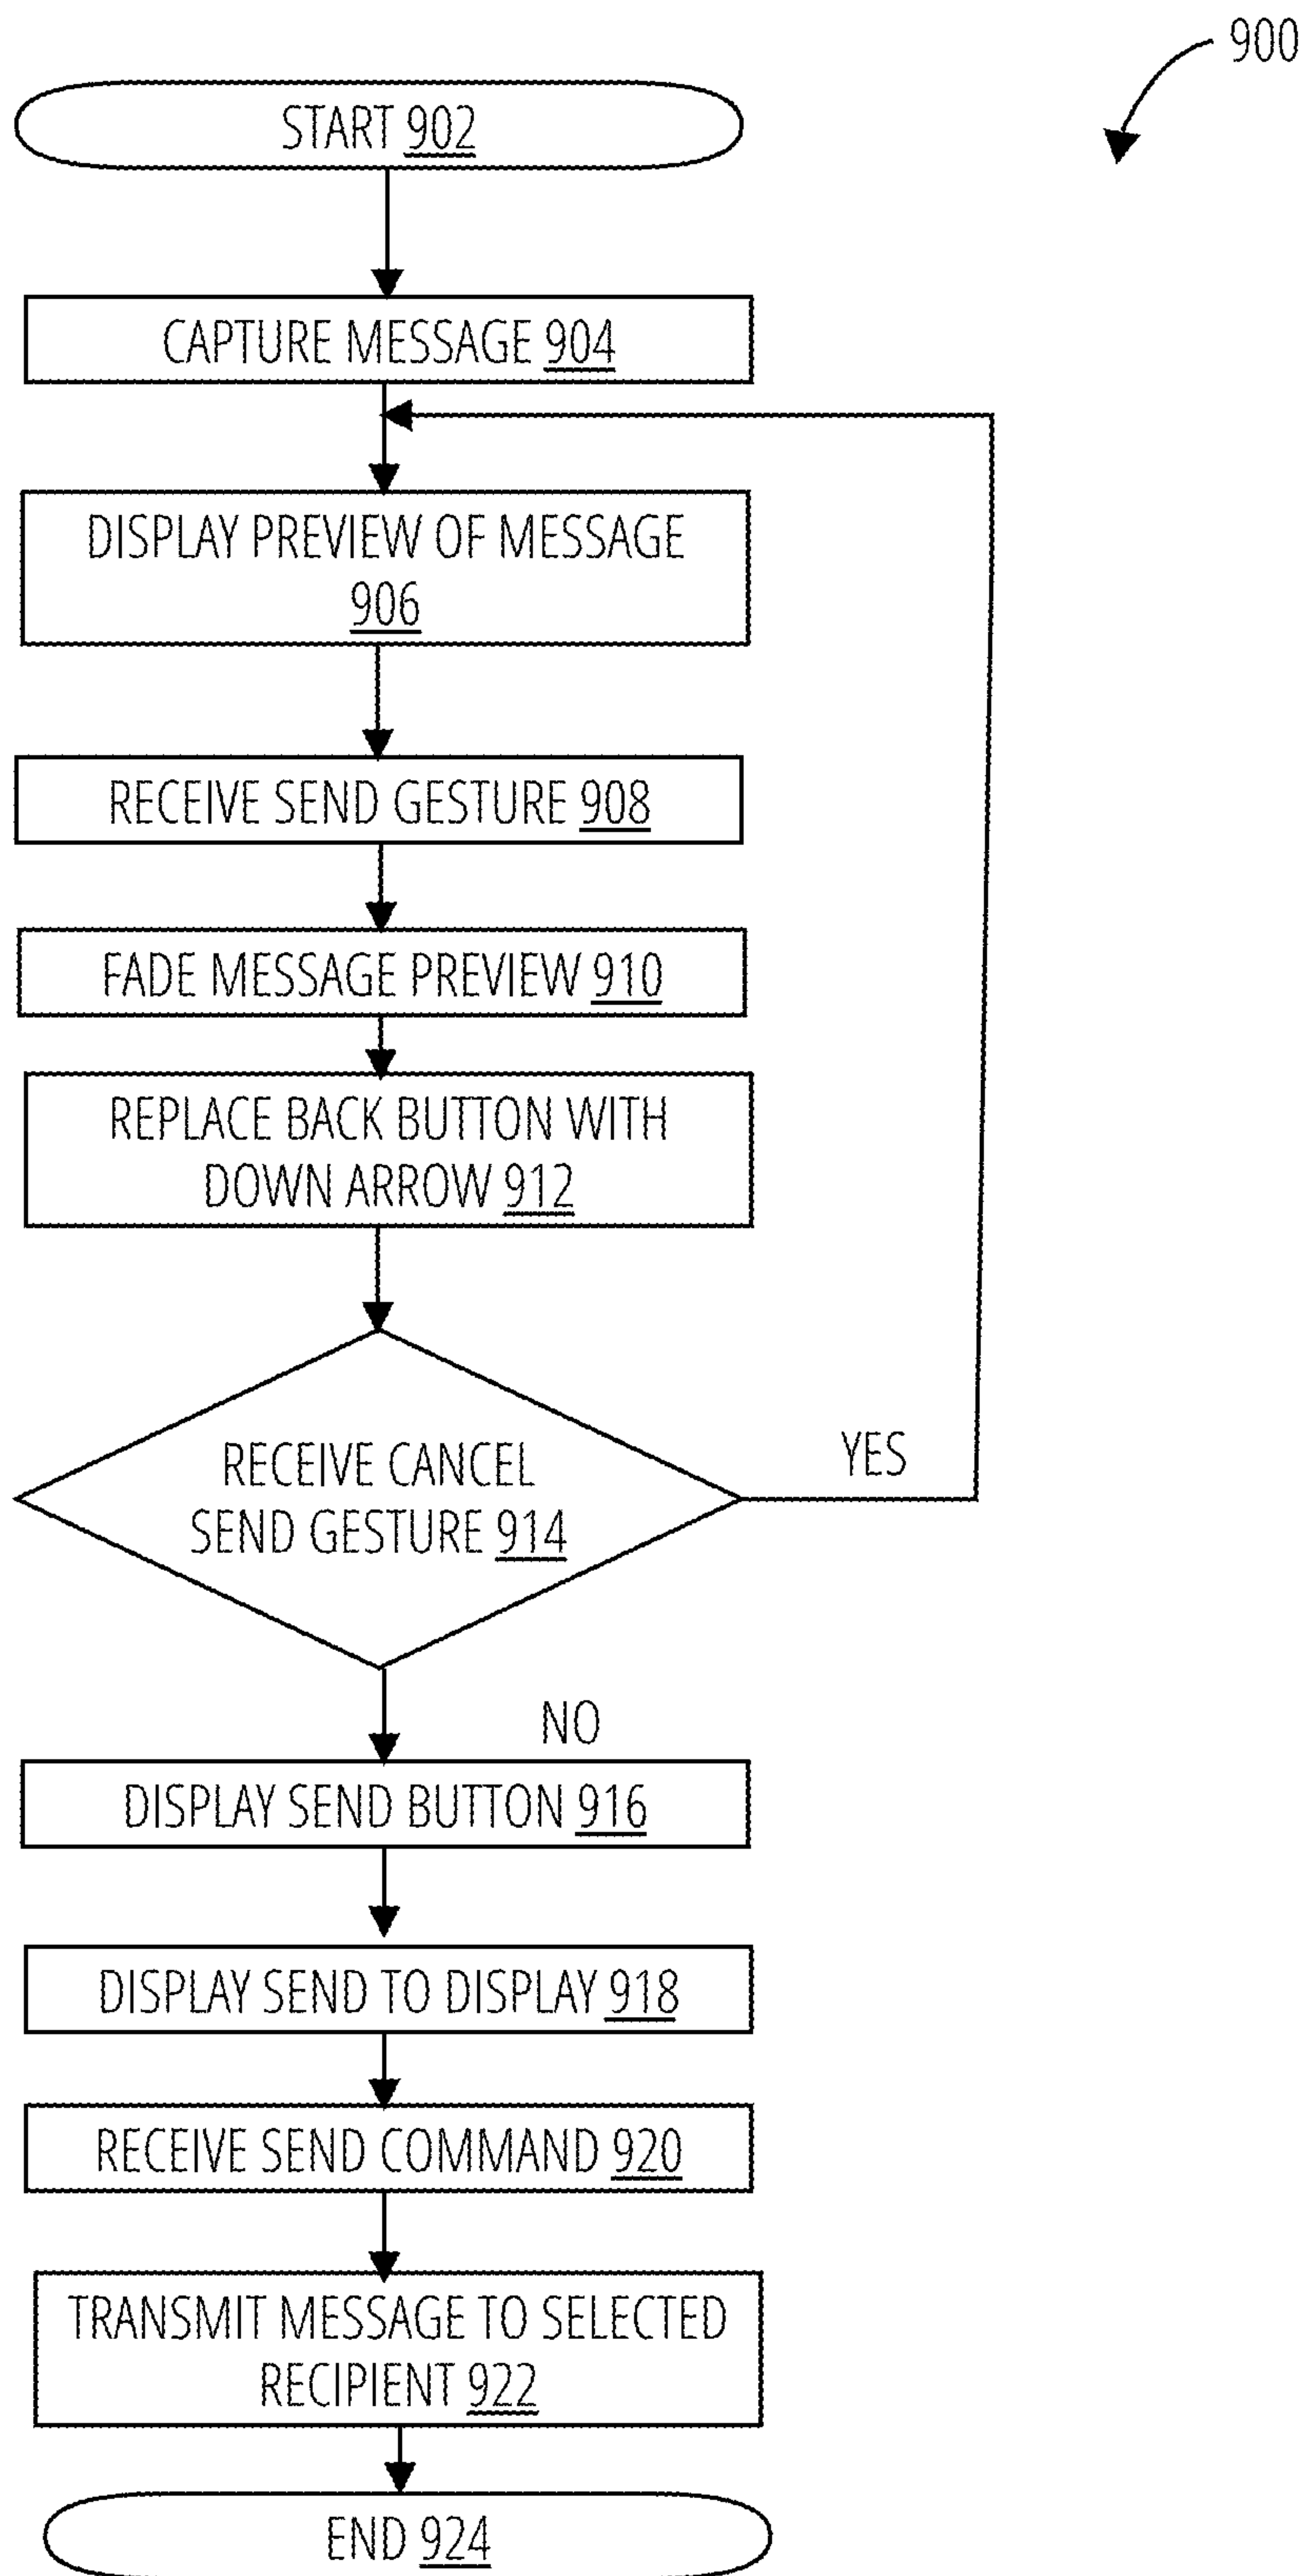 900
START 902
CAPTURE MESSAGE 904
DISPLAY PREVIEW OF MESSAGE
906
RECEIVE SEND GESTURE 908
FADE MESSAGE PREVIEW 910
REPLACE BACK BUTTON WITH
DOWN ARROW 912
RECEIVE CANCEL
SEND GESTURE 914
YES
NO
DISPLAY SEND BUTTON 916
DISPLAY SEND TO DISPLAY 918
RECEIVE SEND COMMAND 920
TRANSMIT MESSAGE TO SELECTED
RECIPIENT 922
END 924